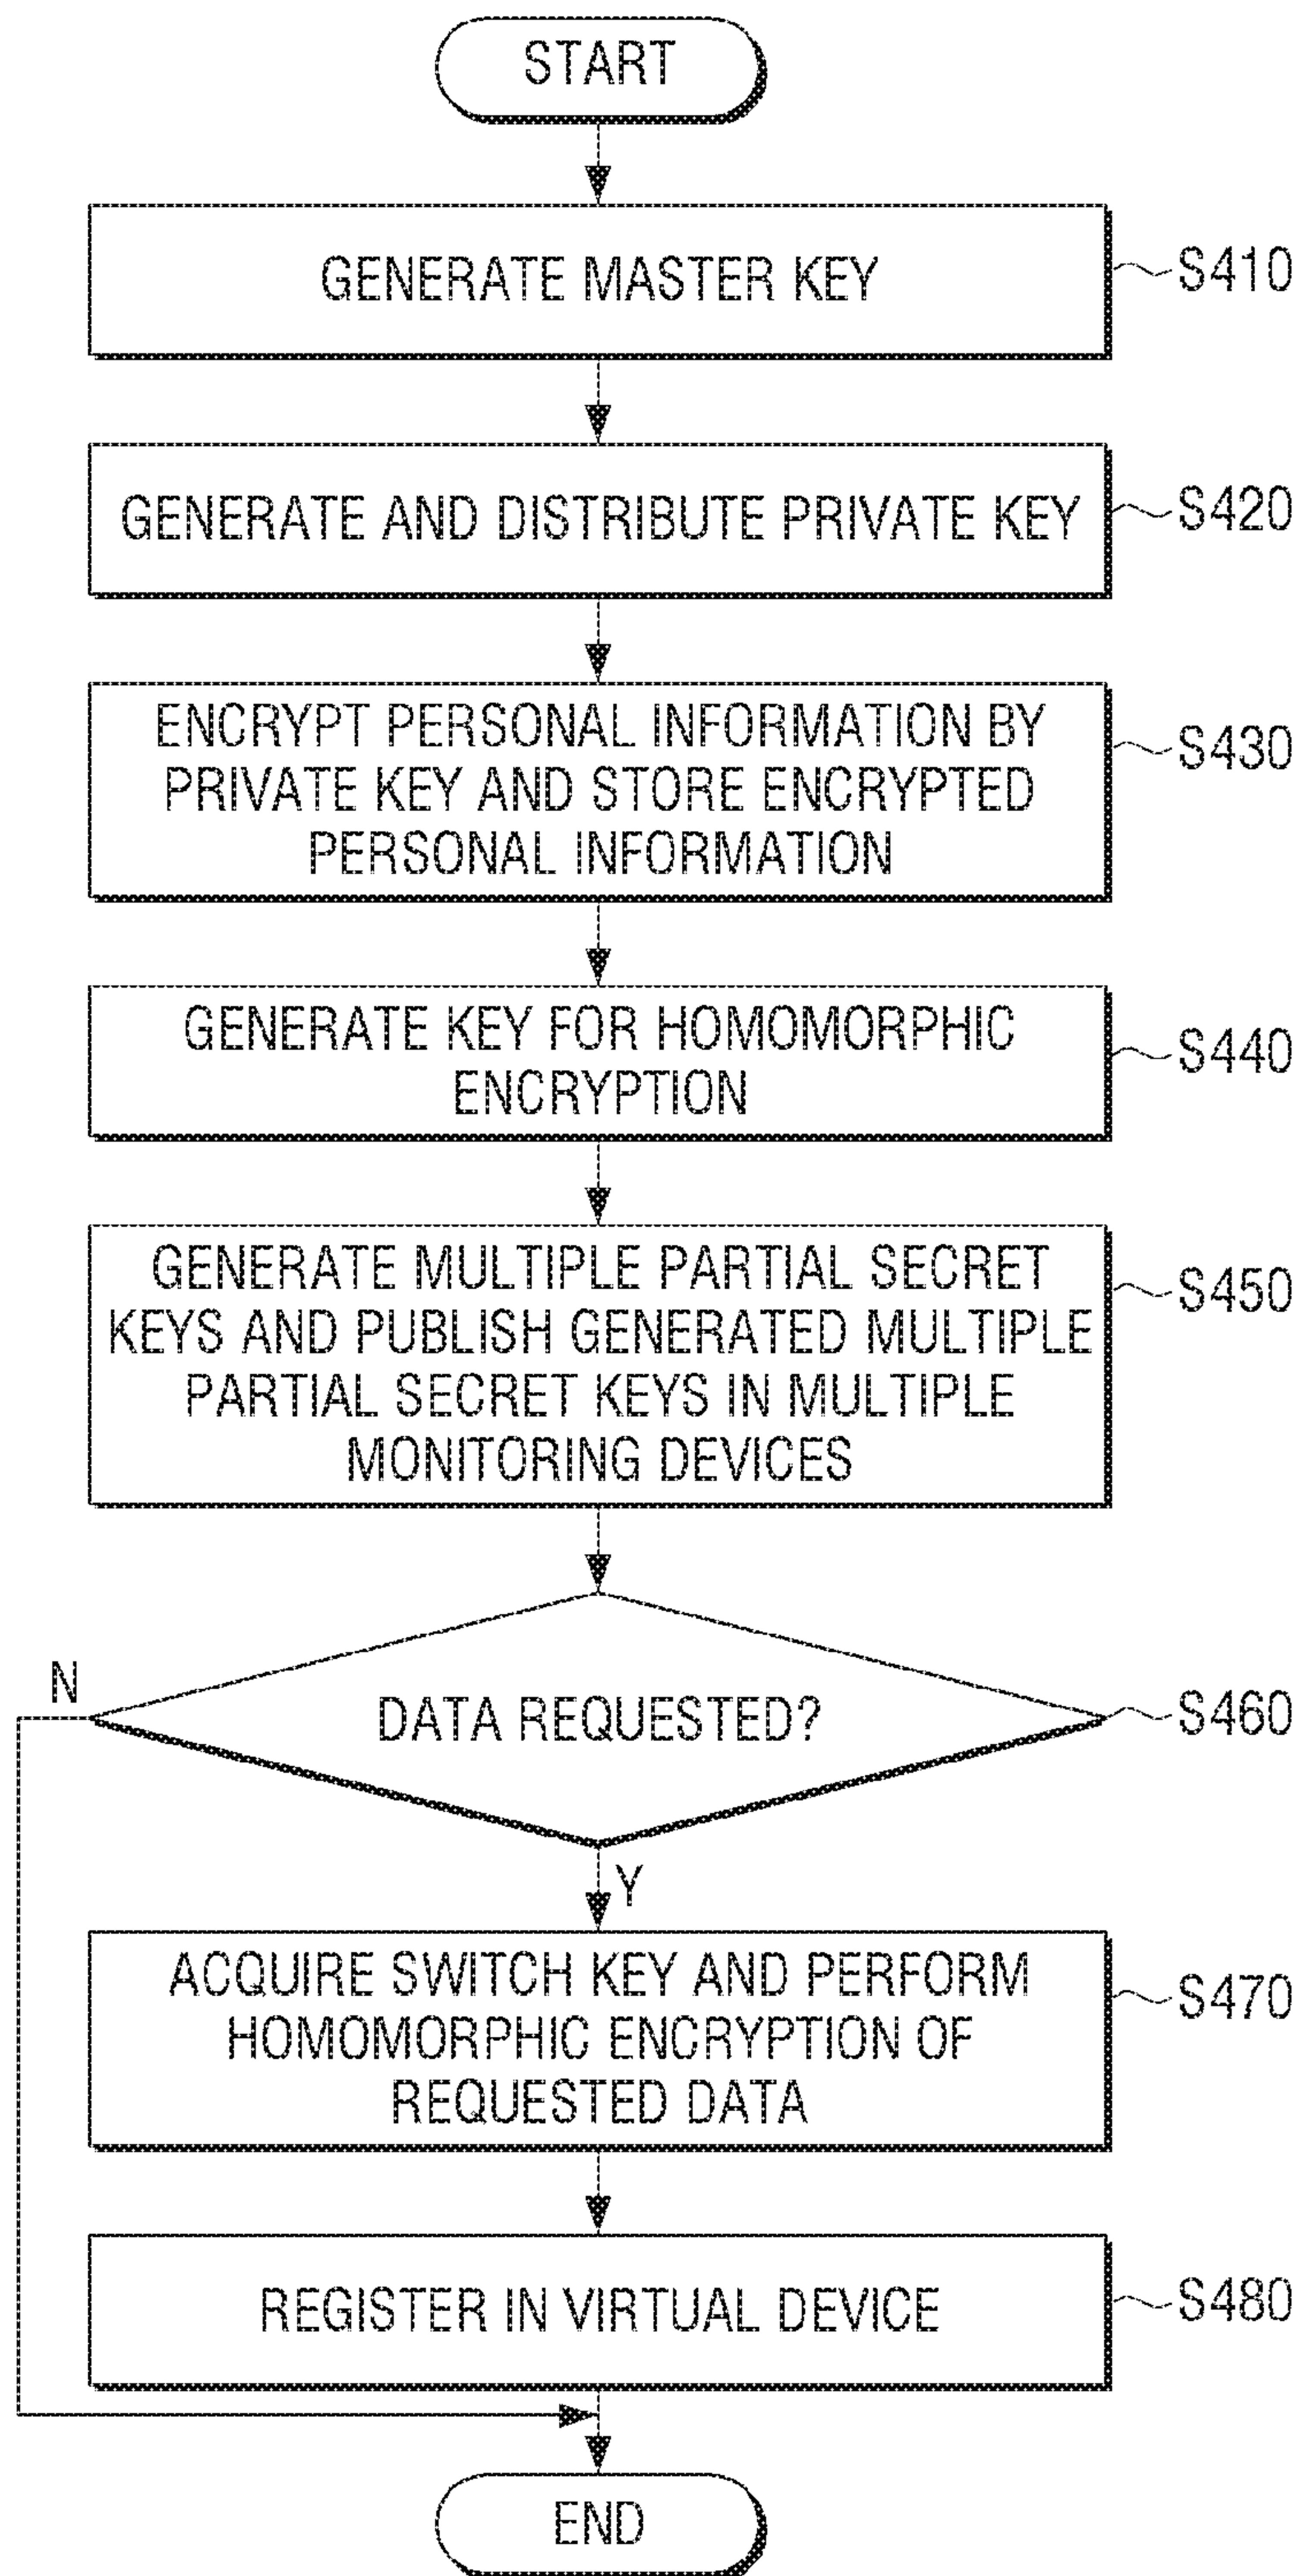 START
GENERATE MASTER KEY
S410
GENERATE AND DISTRIBUTE PRIVATE KEY
S420
ENCRYPT PERSONAL INFORMATION BY
PRIVATE KEY AND STORE ENCRYPTED
PERSONAL INFORMATION
S430
GENERATE KEY FOR HOMOMORPHIC
ENCRYPTION
S440
GENERATE MULTIPLE PARTIAL SECRET
KEYS AND PUBLISH GENERATED MULTIPLE
PARTIAL SECRET KEYS IN MULTIPLE
MONITORING DEVICES
S450
N
DATA REQUESTED?
S460
Y
ACQUIRE SWITCH KEY AND PERFORM
HOMOMORPHIC ENCRYPTION OF
REQUESTED DATA
S470
REGISTER IN VIRTUAL DEVICE
S480
END